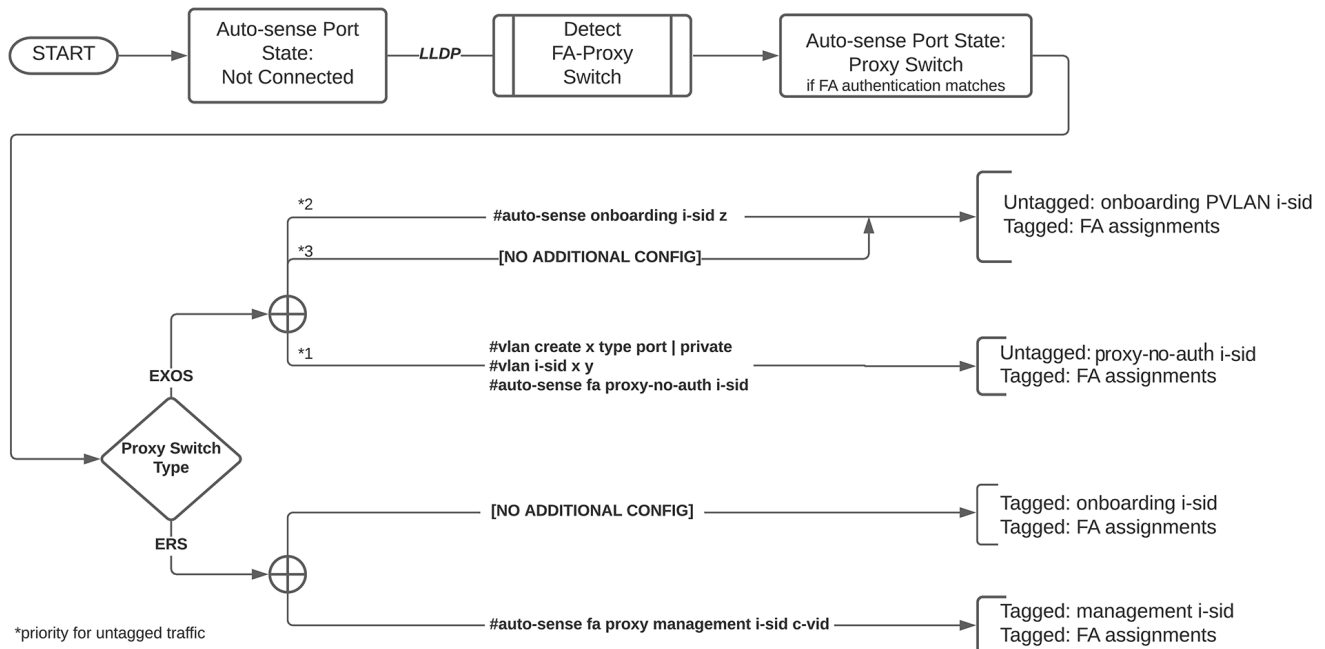 START
Auto-sense Port
State:
Not Connected
LLDP
Detect
FA-Proxy
Switch
Auto-sense Port State:
Proxy Switch
if FA authentication matches
*2
#auto-sense onboarding i-sid z
Untagged: onboarding PVLAN i-sid
Tagged: FA assignments
*3
[NO ADDITIONAL CONFIG]
*1
#vlan create x type port | private
#vlan i-sid x y
#auto-sense fa proxy-no-auth i-sid
Untagged: proxy-no-auth i-sid
Tagged: FA assignments
EXOS
Proxy Switch
Type
ERS
[NO ADDITIONAL CONFIG]
Tagged: onboarding i-sid
Tagged: FA assignments
#auto-sense fa proxy management i-sid c-vid
Tagged: management i-sid
Tagged: FA assignments
*priority for untagged traffic